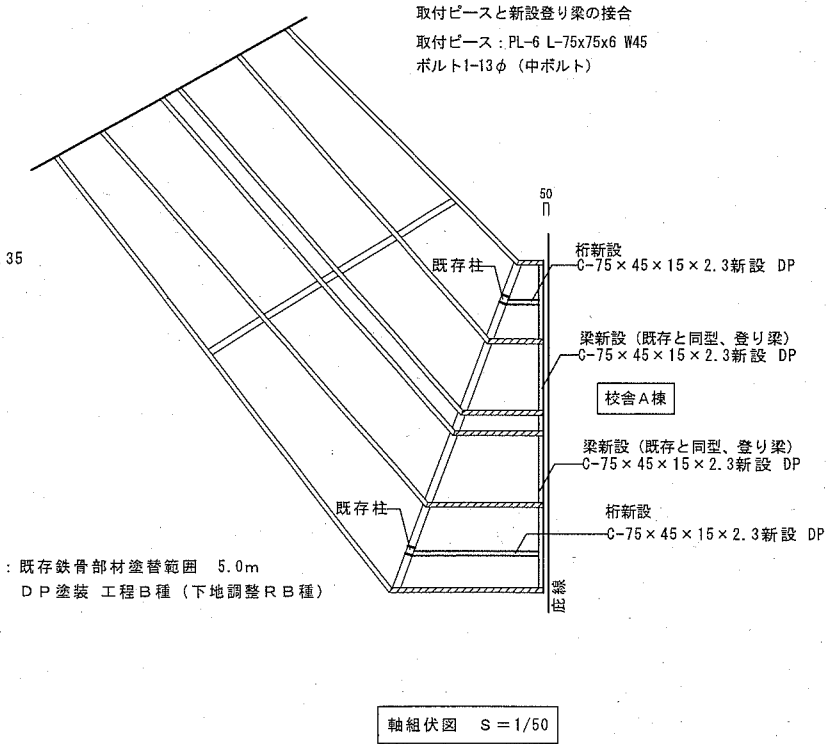 取付ピースと新設登り梁の接合
取付ピース：PL-6 L-75x75x6 W45
ボルト1-13φ（中ボルト）
50
35
既存柱
桁新設
C-75×45×15×2.3新設 DP
梁新設（既存と同型、登り梁）
C-75×45×15×2.3新設 DP
校舎A棟
梁新設（既存と同型、登り梁）
C-75×45×15×2.3新設 DP
既存柱
桁新設
C-75×45×15×2.3新設 DP
：既存鉄骨部材塗替範囲　5.0m
ＤＰ塗装 工程Ｂ種（下地調整ＲＢ種）
庇線
軸組伏図　Ｓ＝1/50